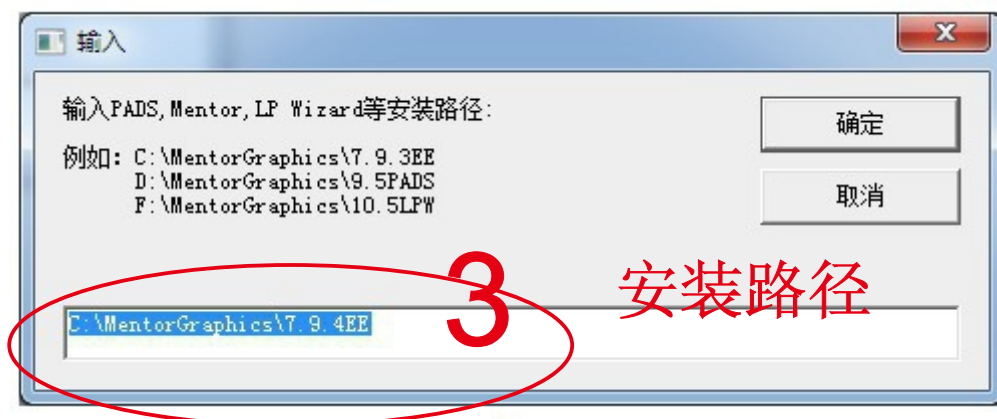 输入
输入PADS,Mentor,LP Wizard等安装路径:
确定
例如: C:\MentorGraphics\7.9.3EE
D:\MentorGraphics\9.5PADS
F:\MentorGraphics\10.5LPW
取消
3 安装路径
C:\MentorGraphics\7.9.4EE